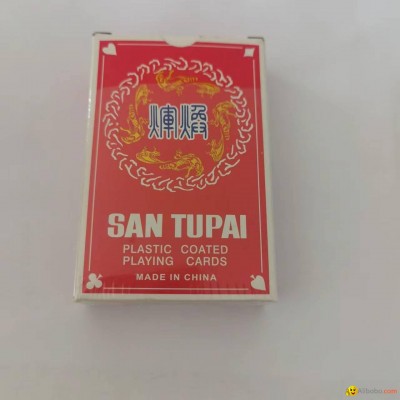 SAN TUPAI
PLASTIC COATED
PLAYING CARDS
MADE IN CHINA